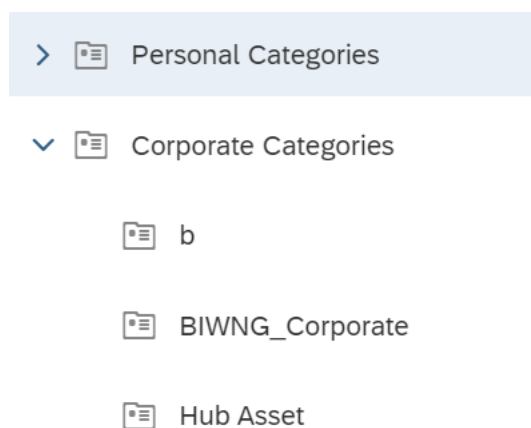 Personal Categories
Corporate Categories
b
BIWNG_Corporate
Hub Asset